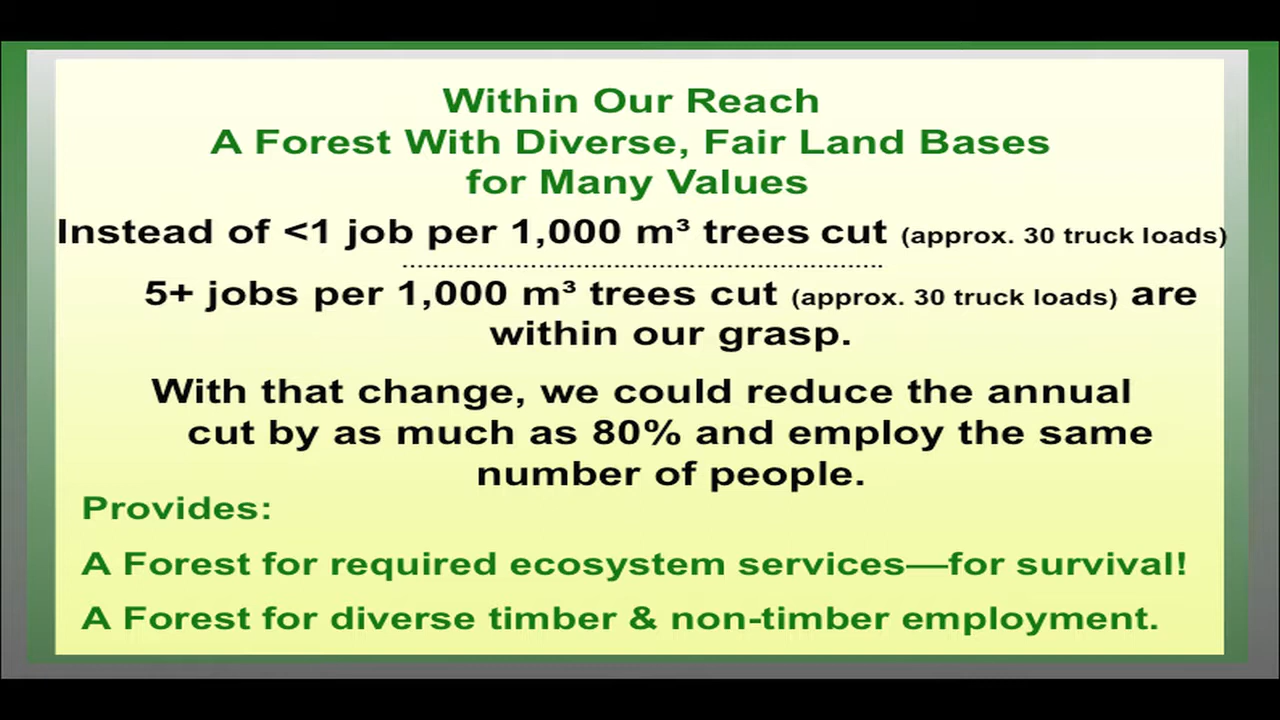 Within Our Reach
A Forest With Diverse, Fair Land Bases
for Many Values
Instead of <1 job per 1,000 m³ trees cut (approx. 30 truck loads)
5+ jobs per 1,000 m³ trees cut (approx. 30 truck loads) are
within our grasp.
With that change, we could reduce the annual
cut by as much as 80% and employ the same
number of people.
Provides:
A Forest for required ecosystem services—for survival!
A Forest for diverse timber & non-timber employment.